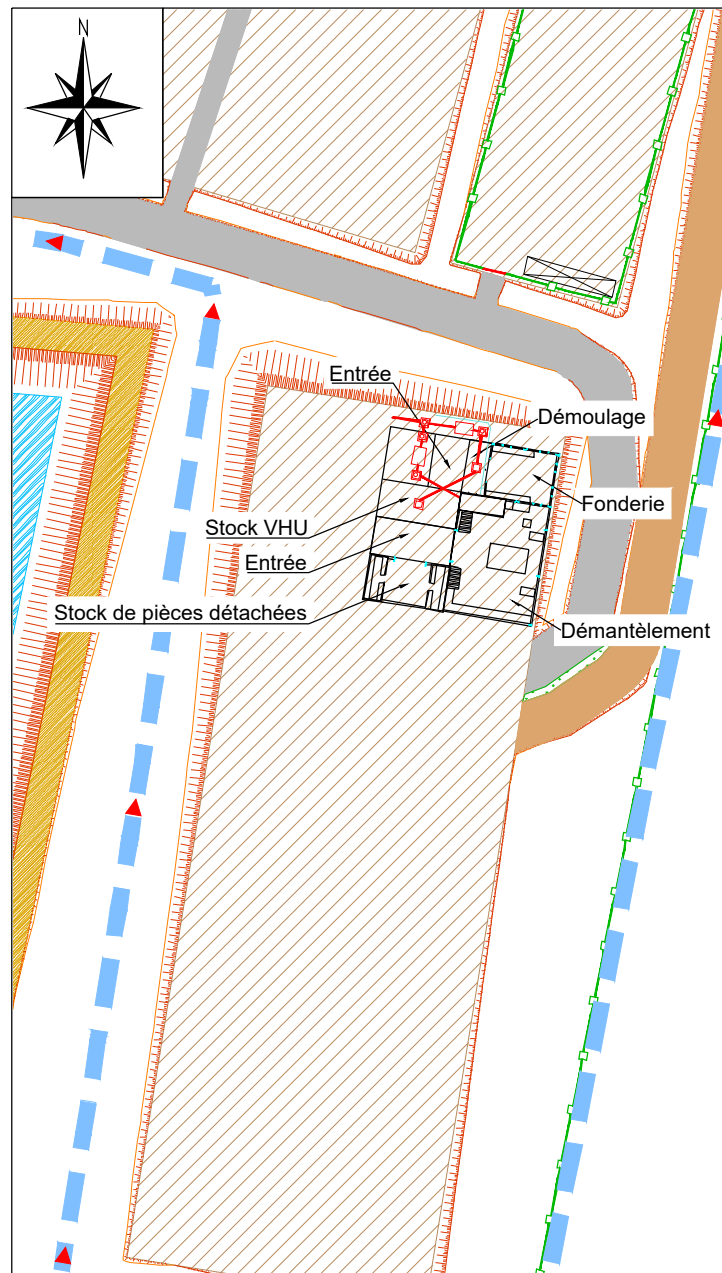 N
Entrée
Démoulage
Fonderie
Stock VHU
Entrée
Stock de pièces détachées
Démantèlement